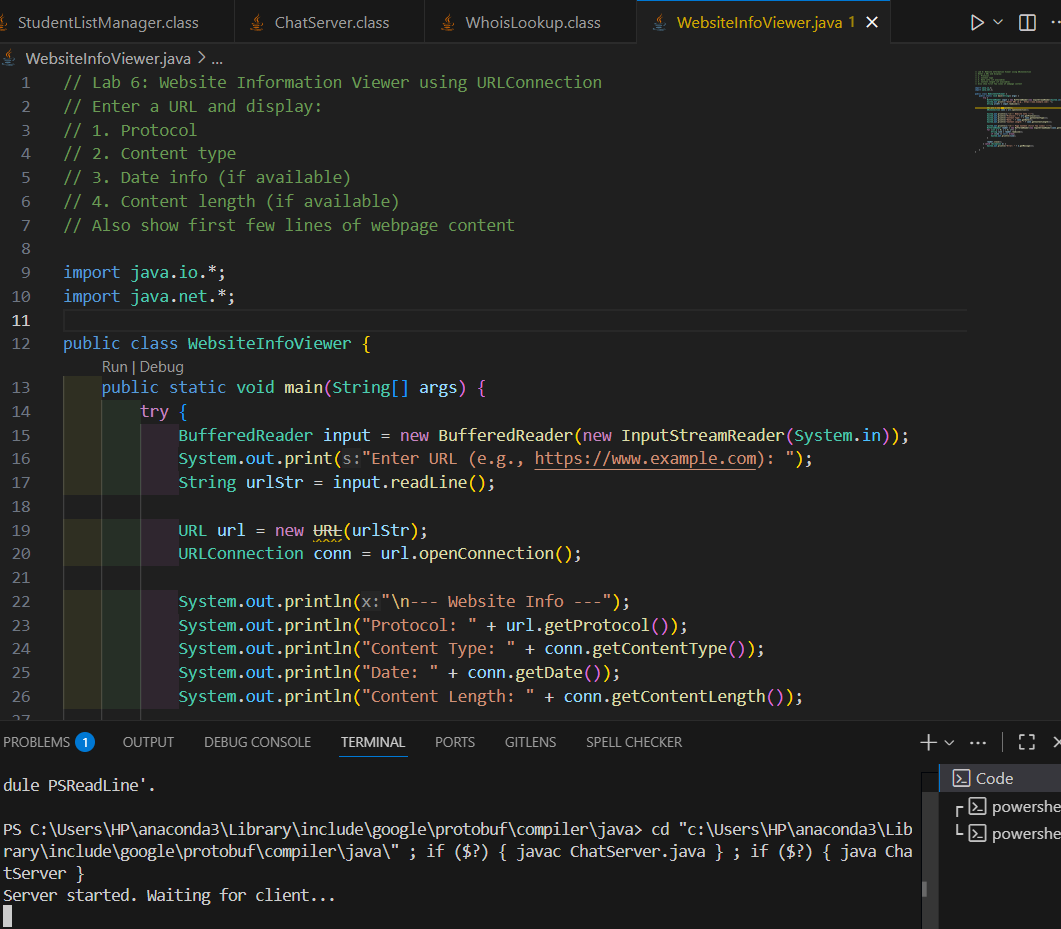 StudentListManager.class ChatServer.class WhoisLookup.class WebsiteInfoViewer.java 1
WebsiteInfoViewer.java > ...
1 // Lab 6: Website Information Viewer using URLConnection
2 // Enter a URL and display:
3 // 1. Protocol
4 // 2. Content type
5 // 3. Date info (if available)
6 // 4. Content length (if available)
7 // Also show first few lines of webpage content
8
9 import java.io.*;
10 import java.net.*;
11
12 public class WebsiteInfoViewer {
Run | Debug
13 public static void main(String[] args) {
14 try {
15 BufferedReader input = new BufferedReader(new InputStreamReader(System.in));
16 System.out.print(s:"Enter URL (e.g., https://www.example.com): ");
17 String urlStr = input.readLine();
18
19 URL url = new URL(urlStr);
20 URLConnection conn = url.openConnection();
21
22 System.out.println(x:"\n--- Website Info ---");
23 System.out.println("Protocol: " + url.getProtocol());
24 System.out.println("Content Type: " + conn.getContentType());
25 System.out.println("Date: " + conn.getDate());
26 System.out.println("Content Length: " + conn.getContentLength());
27
PROBLEMS 1 OUTPUT DEBUG CONSOLE TERMINAL PORTS GITLENS SPELL CHECKER
dule PSReadLine'.
PS C:\Users\HP\anaconda3\Library\include\google\protobuf\compiler\java> cd "c:\Users\HP\anaconda3\Lib
rary\include\google\protobuf\compiler\java\" ; if ($?) { javac ChatServer.java } ; if ($?) { java Cha
tServer }
Server started. Waiting for client...
Code
powershe
powershe